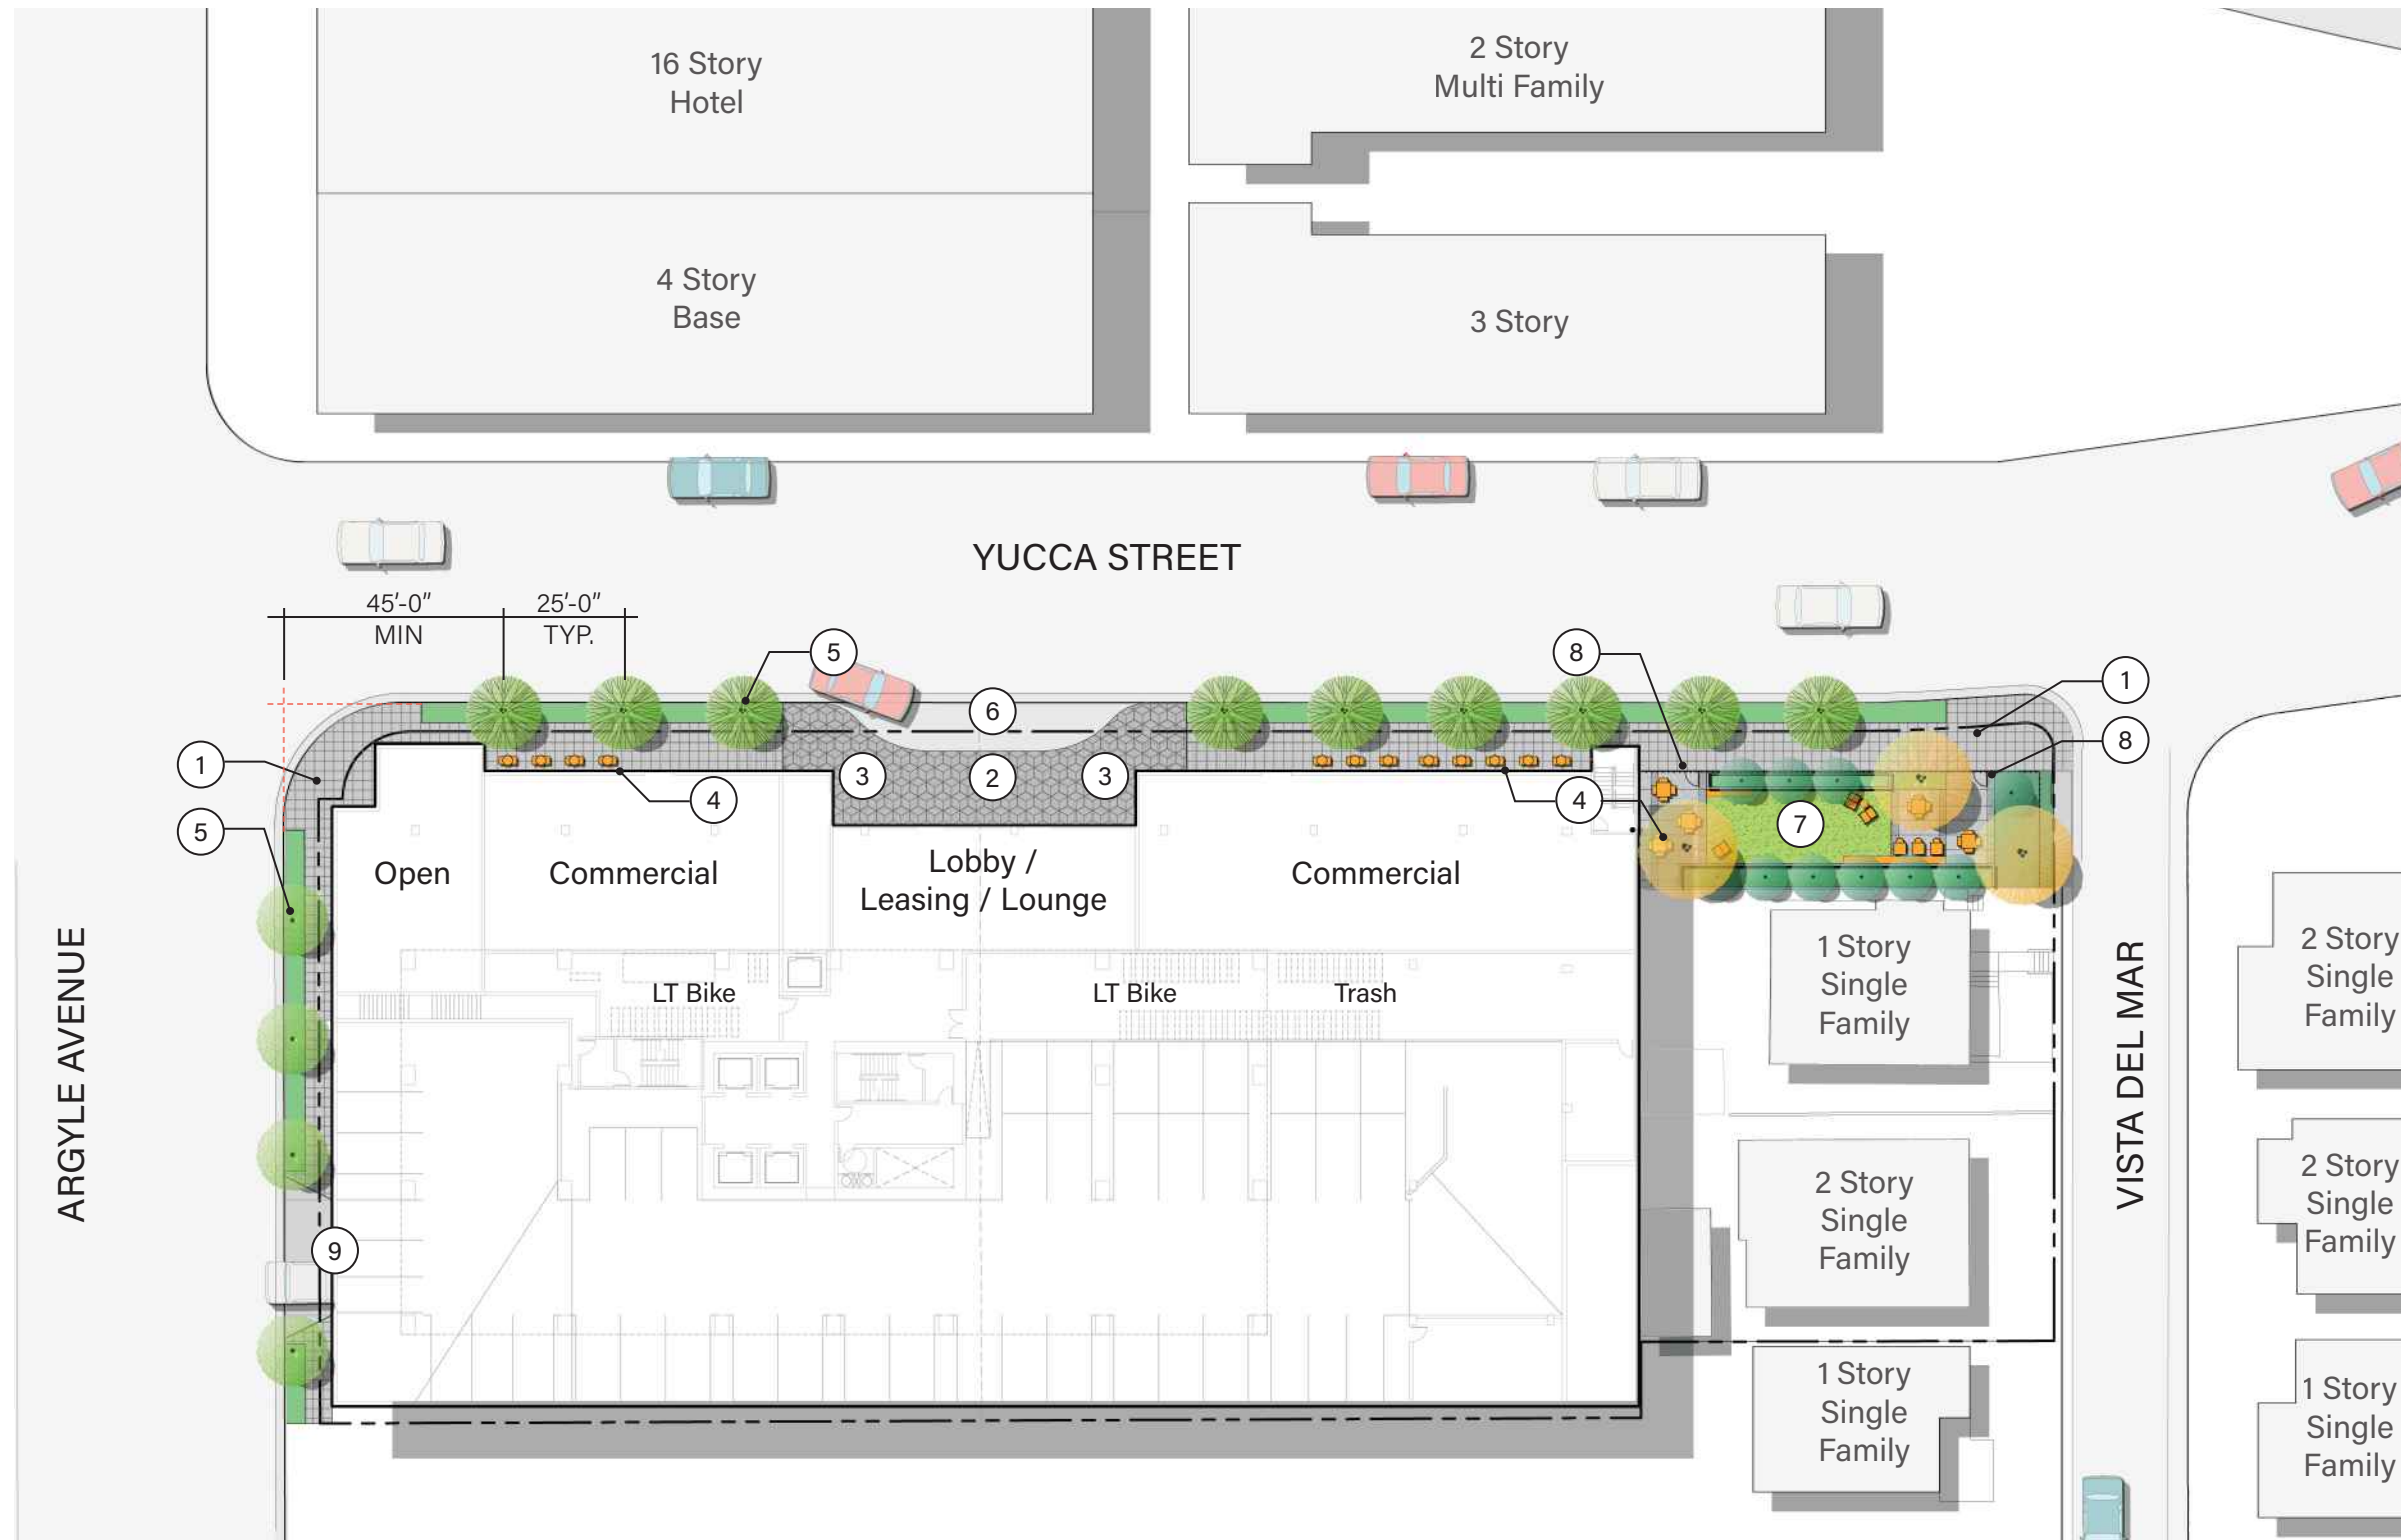 16 Story
Hotel
2 Story
Multi Family
4 Story
Base
3 Story
YUCCA STREET
45'-0"
MIN
25'-0"
TYP.
5
8
1
6
8
1
3
2
3
4
4
7
5
Open
Commercial
Lobby /
Leasing / Lounge
Commercial
LT Bike
LT Bike
Trash
9
ARGYLE AVENUE
1 Story
Single
Family
2 Story
Single
Family
1 Story
Single
Family
VISTA DEL MAR
2 Story
Single
Family
2 Story
Single
Family
1 Story
Single
Family